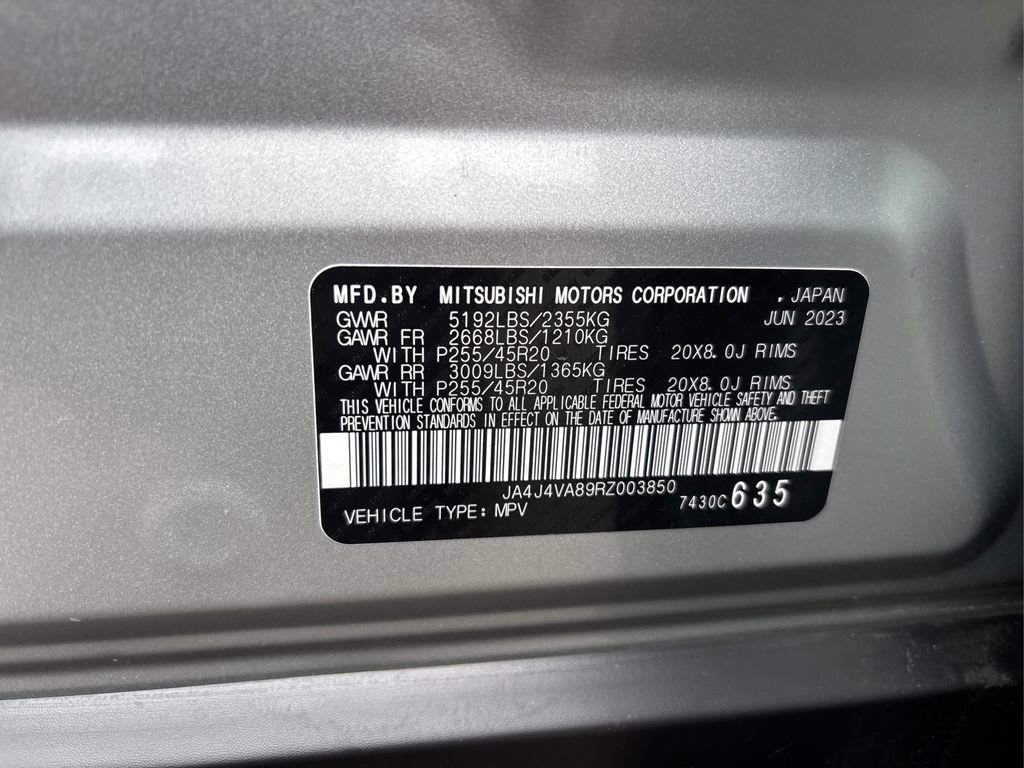 MFD.BY MITSUBISHI MOTORS CORPORATION . JAPAN
GVWR 5192LBS/2355KG JUN 2023
GAWR FR 2668LBS/1210KG
WITH P255/45R20 TIRES 20X8.0J RIMS
GAWR RR 3009LBS/1365KG
WITH P255/45R20 TIRES 20X8.0J RIMS
THIS VEHICLE CONFORMS TO ALL APPLICABLE FEDERAL MOTOR VEHICLE SAFETY AND THEFT
PREVENTION STANDARDS IN EFFECT ON THE DATE OF MANUFACTURE SHOWN ABOVE.
JA4J4VA89RZ003850
VEHICLE TYPE: MPV 7430C 635